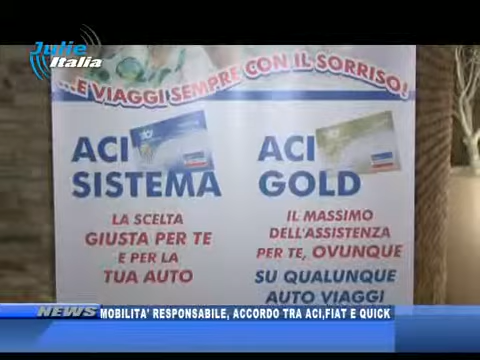 Julie
Italia
...E VIAGGI SEMPRE CON IL SORRISO!
ACI
SISTEMA
LA SCELTA
GIUSTA PER TE
E PER LA
TUA AUTO
ACI
GOLD
IL MASSIMO
DELL'ASSISTENZA
PER TE, OVUNQUE
SU QUALUNQUE
AUTO VIAGGI
NEWS
MOBILITA' RESPONSABILE, ACCORDO TRA ACI,FIAT E QUICK